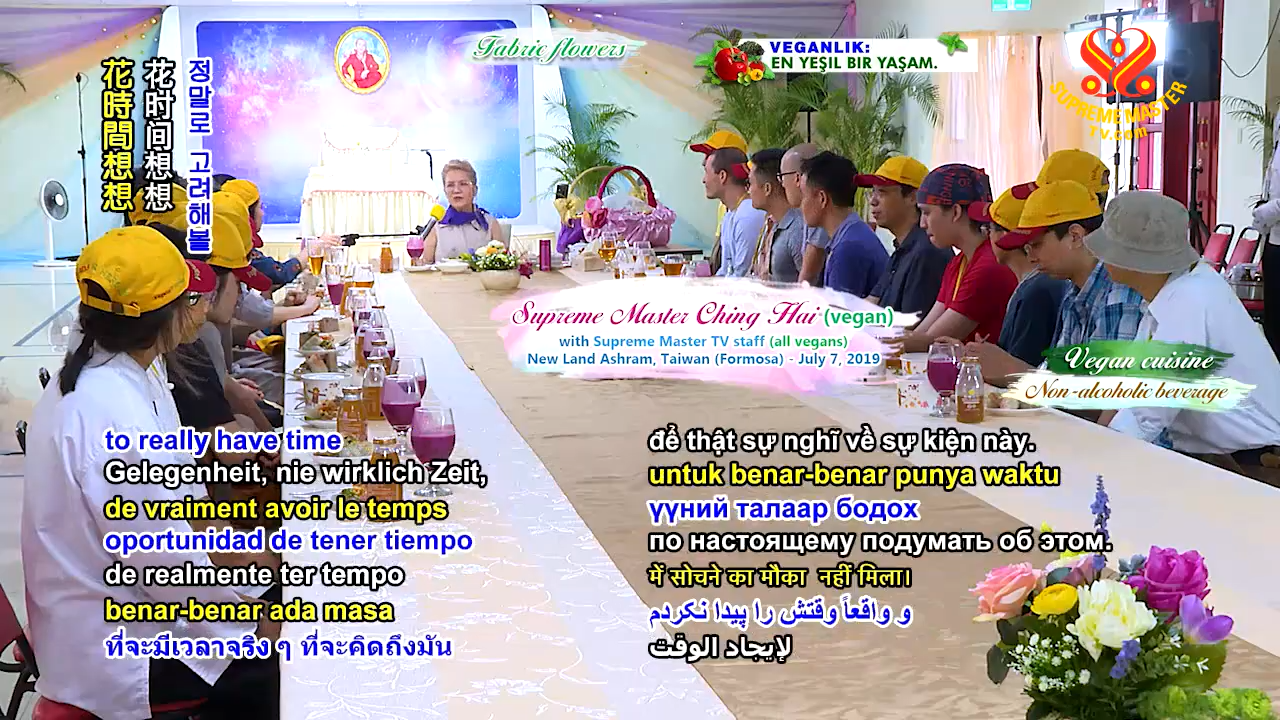 Fabric flowers
VEGANLIK:
EN YEŞİL BİR YAŞAM.
SUPREME MASTER
TV.com
정말로 고려해볼
花时间想想
花時間想想
Supreme Master Ching Hai (vegan)
with Supreme Master TV staff (all vegans)
New Land Ashram, Taiwan (Formosa) - July 7, 2019
Vegan cuisine
Non-alcoholic beverage
to really have time
Gelegenheit, nie wirklich Zeit,
de vraiment avoir le temps
oportunidad de tener tiempo
de realmente ter tempo
benar-benar ada masa
ที่จะมีเวลาจริง ๆ ที่จะคิดถึงมัน
để thật sự nghĩ về sự kiện này.
untuk benar-benar punya waktu
үүний талаар бодох
по настоящему подумать об этом.
में सोचने का मौका नहीं मिला।
و واقعاً وقتش را پیدا نکردم
لإيجاد الوقت